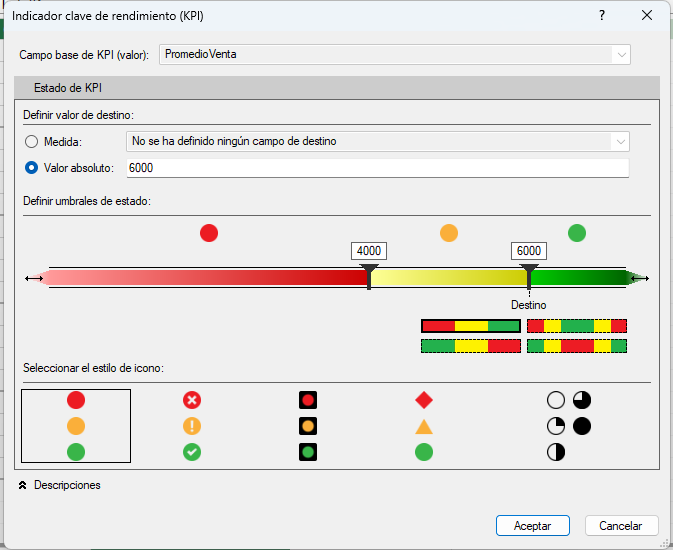 Indicador clave de rendimiento (KPI)
Campo base de KPI (valor): PromedioVenta
Estado de KPI
Definir valor de destino:
Medida: No se ha definido ningún campo de destino
Valor absoluto: 6000
Definir umbrales de estado:
4000 6000
Destino
Seleccionar el estilo de icono:
Descripciones
Aceptar Cancelar